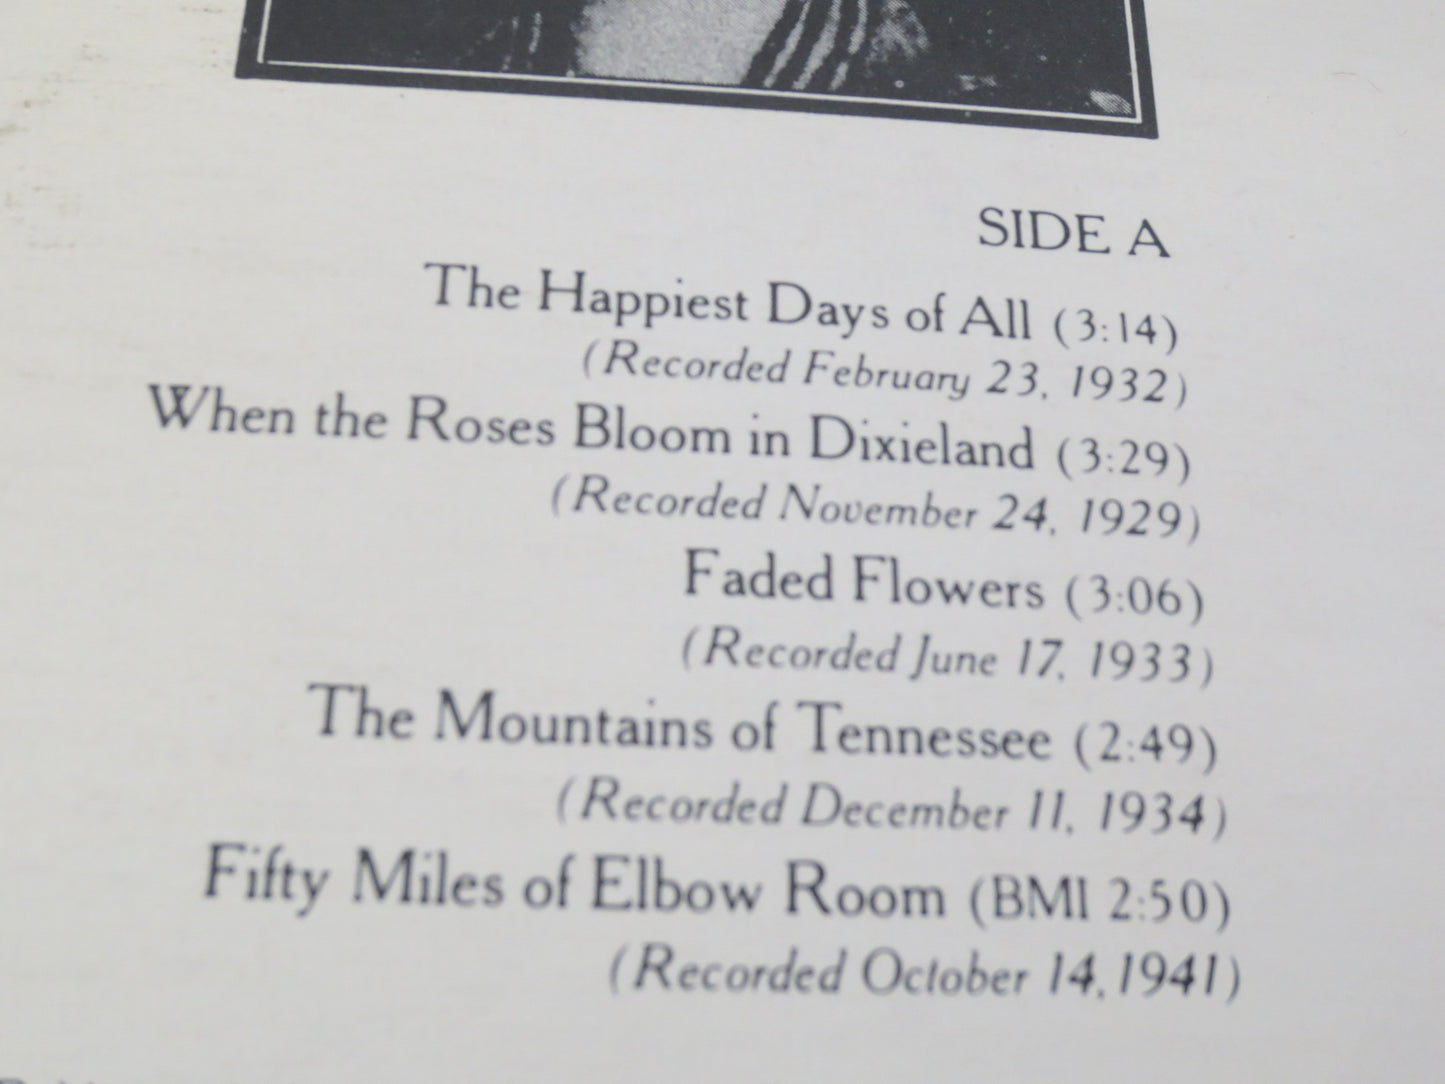 SIDE A
The Happiest Days of All (3:14)
(Recorded February 23, 1932)
When the Roses Bloom in Dixieland (3:29)
(Recorded November 24, 1929)
Faded Flowers (3:06)
(Recorded June 17, 1933)
The Mountains of Tennessee (2:49)
(Recorded December 11, 1934)
Fifty Miles of Elbow Room (BMI 2:50)
(Recorded October 14, 1941)